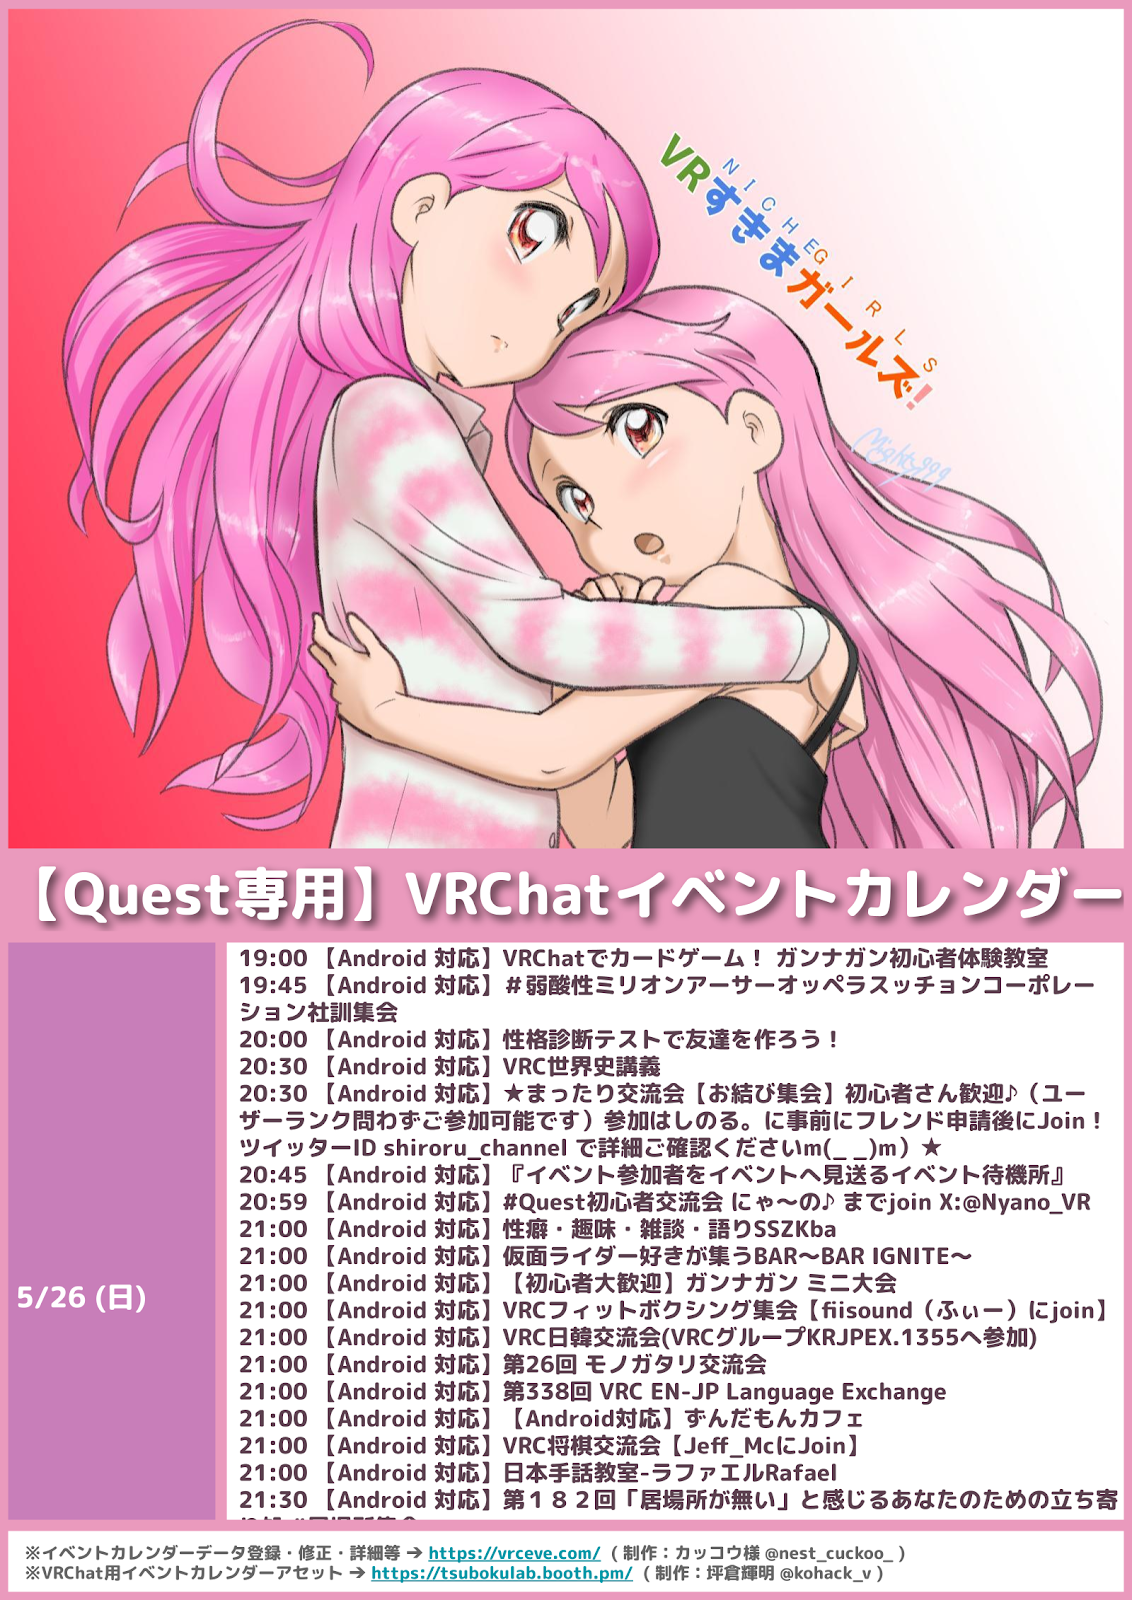 VRすきまガールズ!
NICHEGIRLS
Mighty999
【Quest専用】VRChatイベントカレンダー
5/26 (日)
19:00 【Android 対応】VRChatでカードゲーム！ ガンナガン初心者体験教室
19:45 【Android 対応】＃弱酸性ミリオンアーサーオッペラスッチョンコーポレー
ション社訓集会
20:00 【Android 対応】性格診断テストで友達を作ろう！
20:30 【Android 対応】VRC世界史講義
20:30 【Android 対応】★まったり交流会【お結び集会】初心者さん歓迎♪（ユー
ザーランク問わずご参加可能です）参加はしのる。に事前にフレンド申請後にJoin！
ツイッターID shiroru_channel で詳細ご確認くださいm(_ _)m）★
20:45 【Android 対応】『イベント参加者をイベントへ見送るイベント待機所』
20:59 【Android 対応】#Quest初心者交流会 にゃ〜の♪ までjoin X:@Nyano_VR
21:00 【Android 対応】性癖・趣味・雑談・語りSSZKba
21:00 【Android 対応】仮面ライダー好きが集うBAR〜BAR IGNITE〜
21:00 【Android 対応】【初心者大歓迎】ガンナガン ミニ大会
21:00 【Android 対応】VRCフィットボクシング集会【fiisound（ふぃー）にjoin】
21:00 【Android 対応】VRC日韓交流会(VRCグループKRJPEX.1355へ参加)
21:00 【Android 対応】第26回 モノガタリ交流会
21:00 【Android 対応】第338回 VRC EN-JP Language Exchange
21:00 【Android 対応】【Android対応】ずんだもんカフェ
21:00 【Android 対応】VRC将棋交流会【Jeff_McにJoin】
21:00 【Android 対応】日本手話教室-ラファエルRafael
21:30 【Android 対応】第１８２回「居場所が無い」と感じるあなたのための立ち寄
※イベントカレンダーデータ登録・修正・詳細等 → https://vrceve.com/ （ 制作：カッコウ様 @nest_cuckoo_ ）
※VRChat用イベントカレンダーアセット → https://tsubokulab.booth.pm/ （ 制作：坪倉輝明 @kohack_v ）